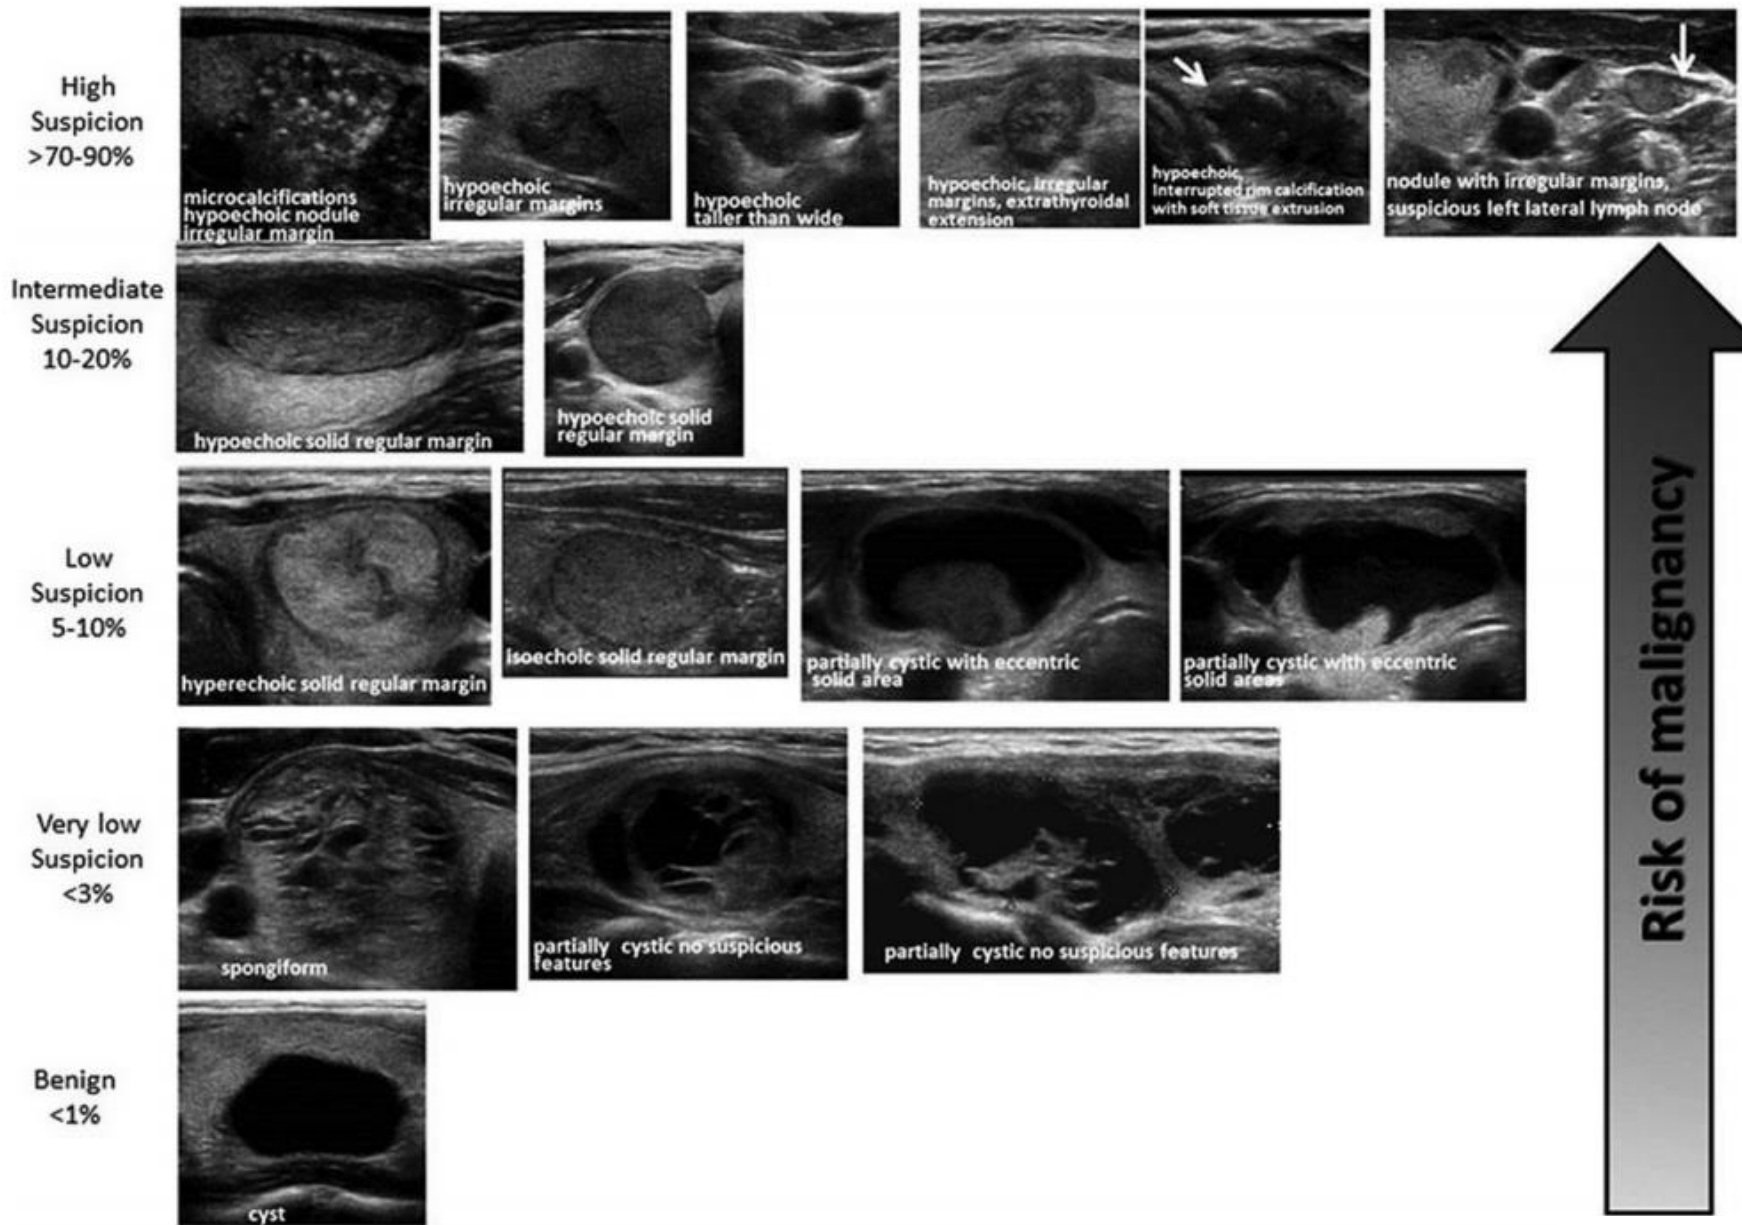 High
Suspicion
>70-90%
microcalcifications
hypoechoic nodule
irregular margin
hypoechoic
irregular margins
hypoechoic
taller than wide
hypoechoic, irregular
margins, extrathyroidal
extension
hypoechoic,
Interrupted rim calcification
with soft tissue extrusion
nodule with irregular margins,
suspicious left lateral lymph node
Intermediate
Suspicion
10-20%
hypoechoic solid regular margin
hypoechoic solid
regular margin
Low
Suspicion
5-10%
hyperechoic solid regular margin
isoechoic solid regular margin
partially cystic with eccentric
solid area
partially cystic with eccentric
solid areas
Very low
Suspicion
<3%
spongiform
partially cystic no suspicious
features
partially cystic no suspicious features
Benign
<1%
cyst
Risk of malignancy